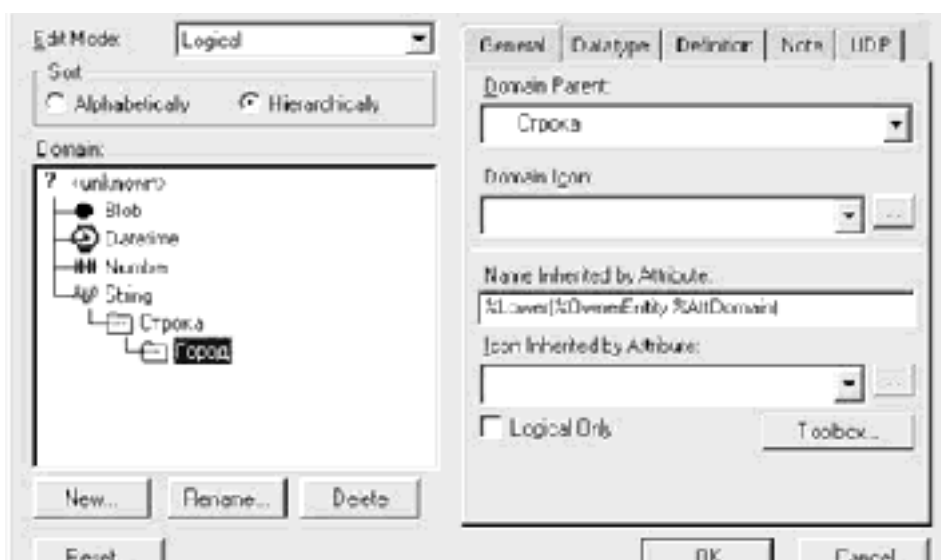 Edit Mode:
Logical
Sort
Alphabeticaly
Hierarchicaly
Domain:
? <unknown>
Blob
Datetime
Number
String
Строка
Город
New...
Rename...
Delete
Reset...
General
Datatype
Definition
Note
UDP
Domain Parent:
Строка
Domain Icon:
...
Name Inherited by Attribute:
%Lower(%OwnerEntity %AttDomain)
Icon Inherited by Attribute:
...
Logical Only
Toolbox...
OK
Cancel